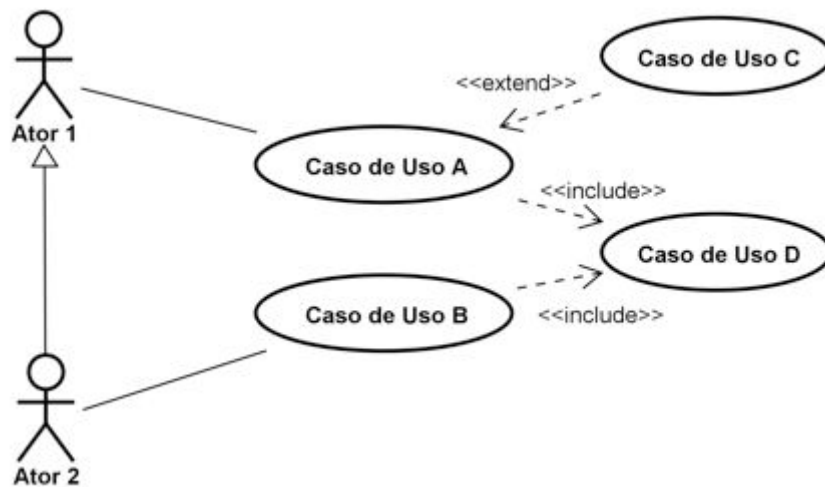 Caso de Uso C
<<extend>>
Ator 1
Caso de Uso A
<<include>>
Caso de Uso D
Caso de Uso B
<<include>>
Ator 2